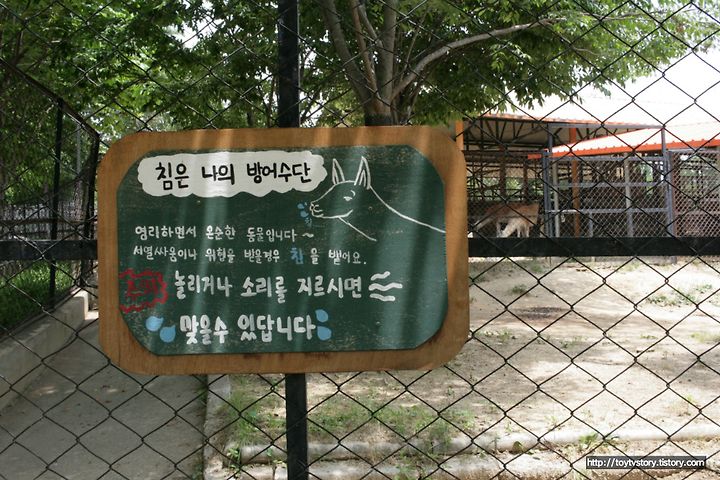 침은 나의 방어수단
영리하면서 온순한 동물입니다~
서열싸움이나 위험을 받을경우 침을 뱉어요.
놀리거나 소리를 지르시면
맞을수 있답니다
http://toytvstory.tistory.com